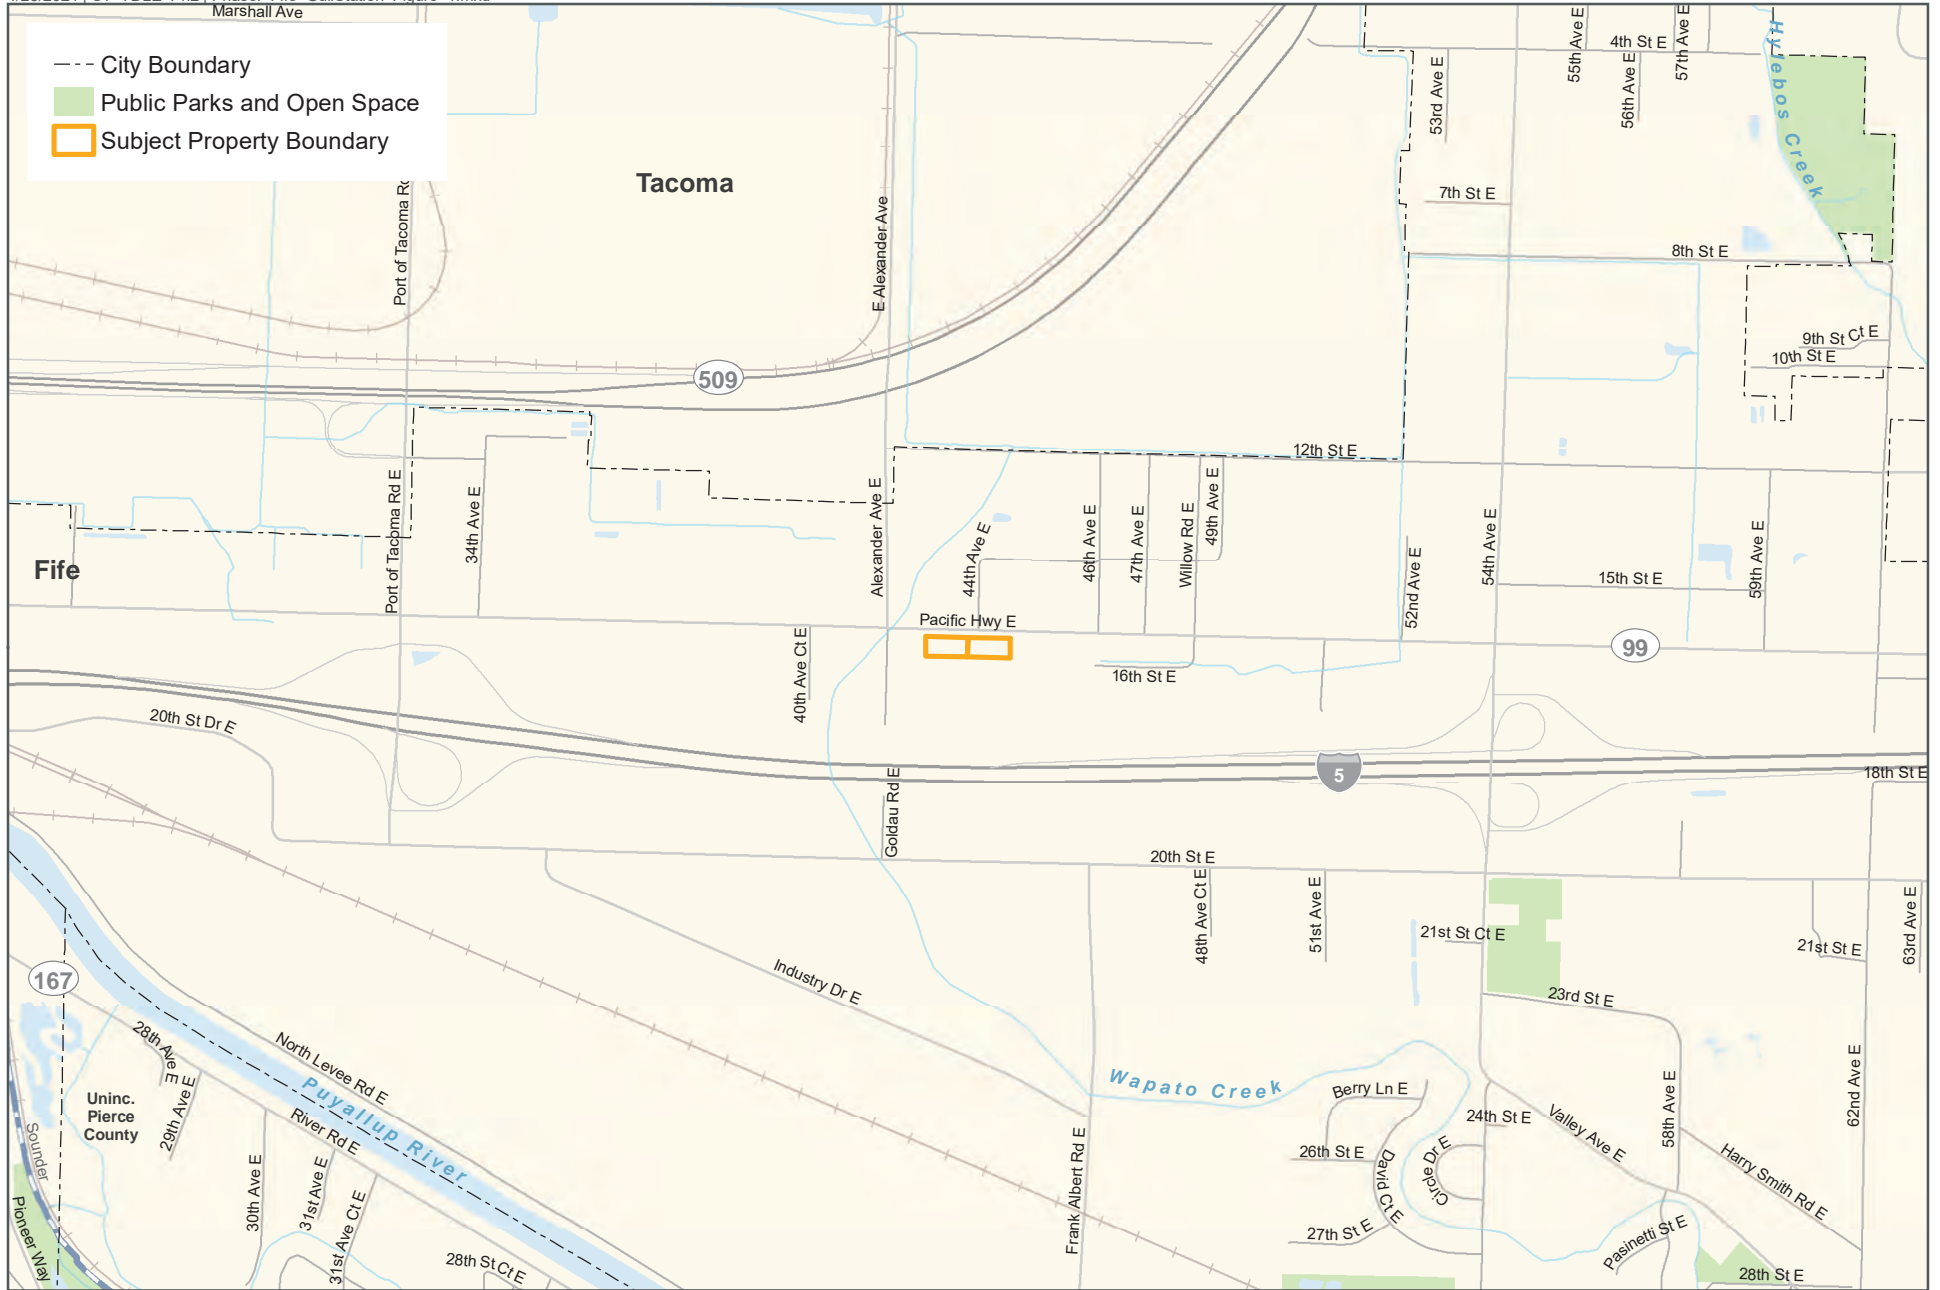 Marshall Ave
City Boundary
Public Parks and Open Space
Subject Property Boundary
Tacoma
Fife
Uninc.
Pierce
County
Port of Tacoma Rd
E Alexander Ave
509
4th St E
55th Ave E
57th Ave E
56th Ave E
53rd Ave E
7th St E
8th St E
Hylebos Creek
9th St Ct E
10th St E
12th St E
Port of Tacoma Rd E
34th Ave E
Alexander Ave E
44th Ave E
46th Ave E
47th Ave E
Willow Rd E
49th Ave E
52nd Ave E
54th Ave E
15th St E
59th Ave E
Pacific Hwy E
99
40th Ave Ct E
16th St E
20th St Dr E
5
18th St E
Goldau Rd E
20th St E
48th Ave Ct E
51st Ave E
21st St Ct E
21st St E
63rd Ave E
23rd St E
167
Industry Dr E
28th Ave E
29th Ave E
North Levee Rd E
Puyallup River
River Rd E
Wapato Creek
Berry Ln E
24th St E
Valley Ave E
58th Ave E
62nd Ave E
Harry Smith Rd E
26th St E
David Ct E
Circle Dr E
27th St E
Pasinetti St E
28th St E
Frank Albert Rd E
Sounder
Pioneer Way
30th Ave E
31st Ave E
31st Ave Ct E
28th St Ct E